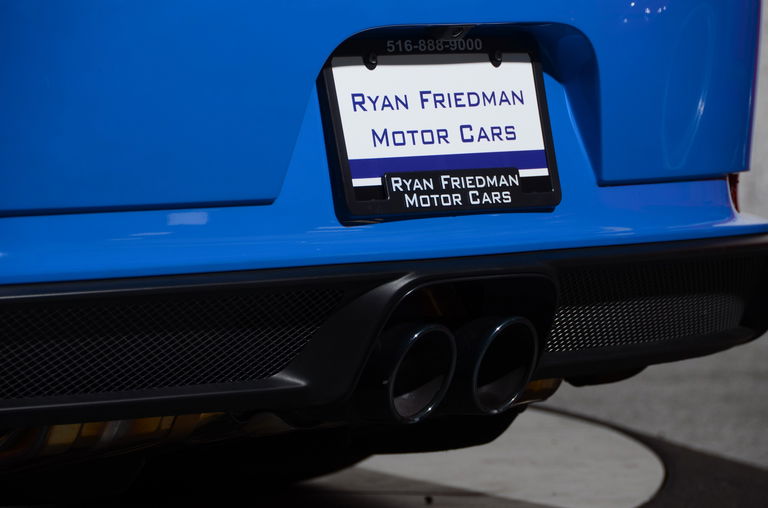 516-888-9000
Ryan Friedman
Motor Cars
Ryan Friedman
Motor Cars